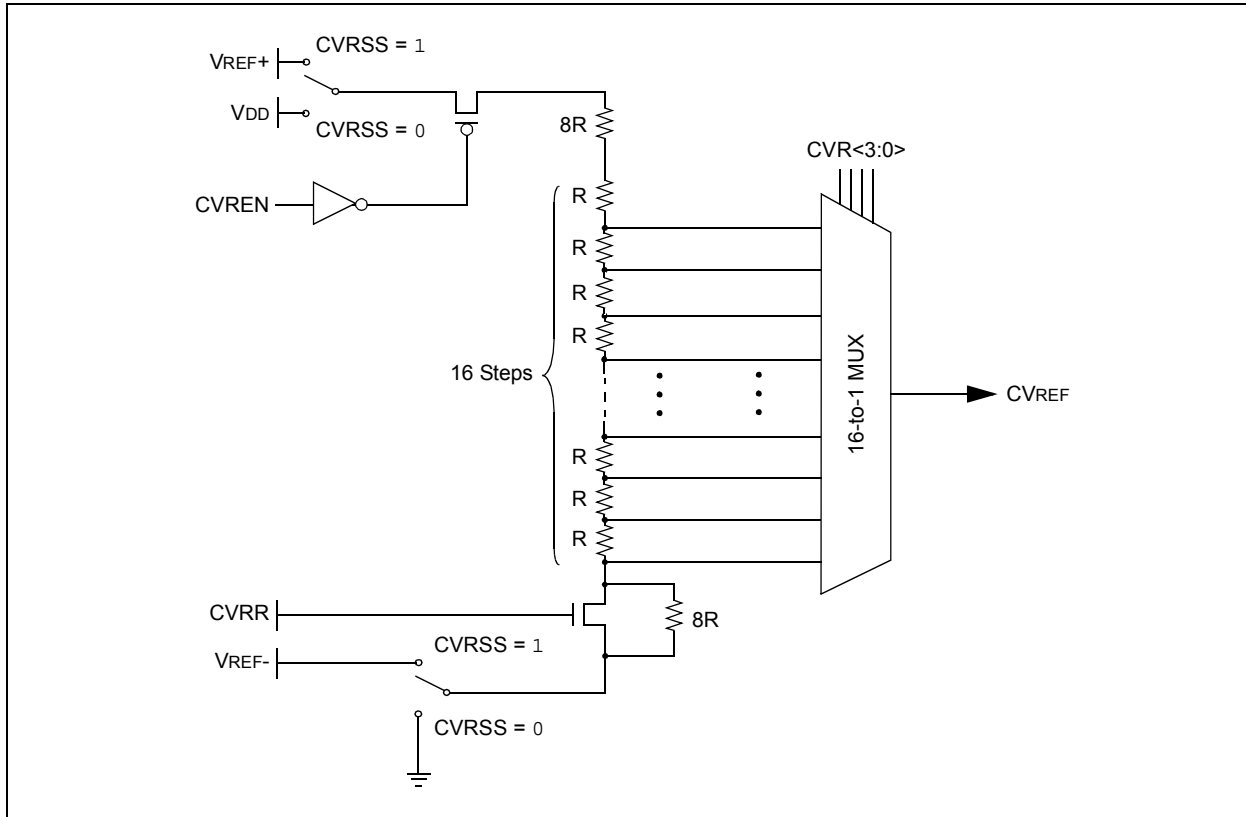 CVRSS = 1
VREF+
VDD
CVRSS = 0
8R
CVR<3:0>
CVREN
R
R
R
R
16 Steps
16-to-1 MUX
CVREF
R
R
R
CVRR
8R
CVRSS = 1
VREF-
CVRSS = 0